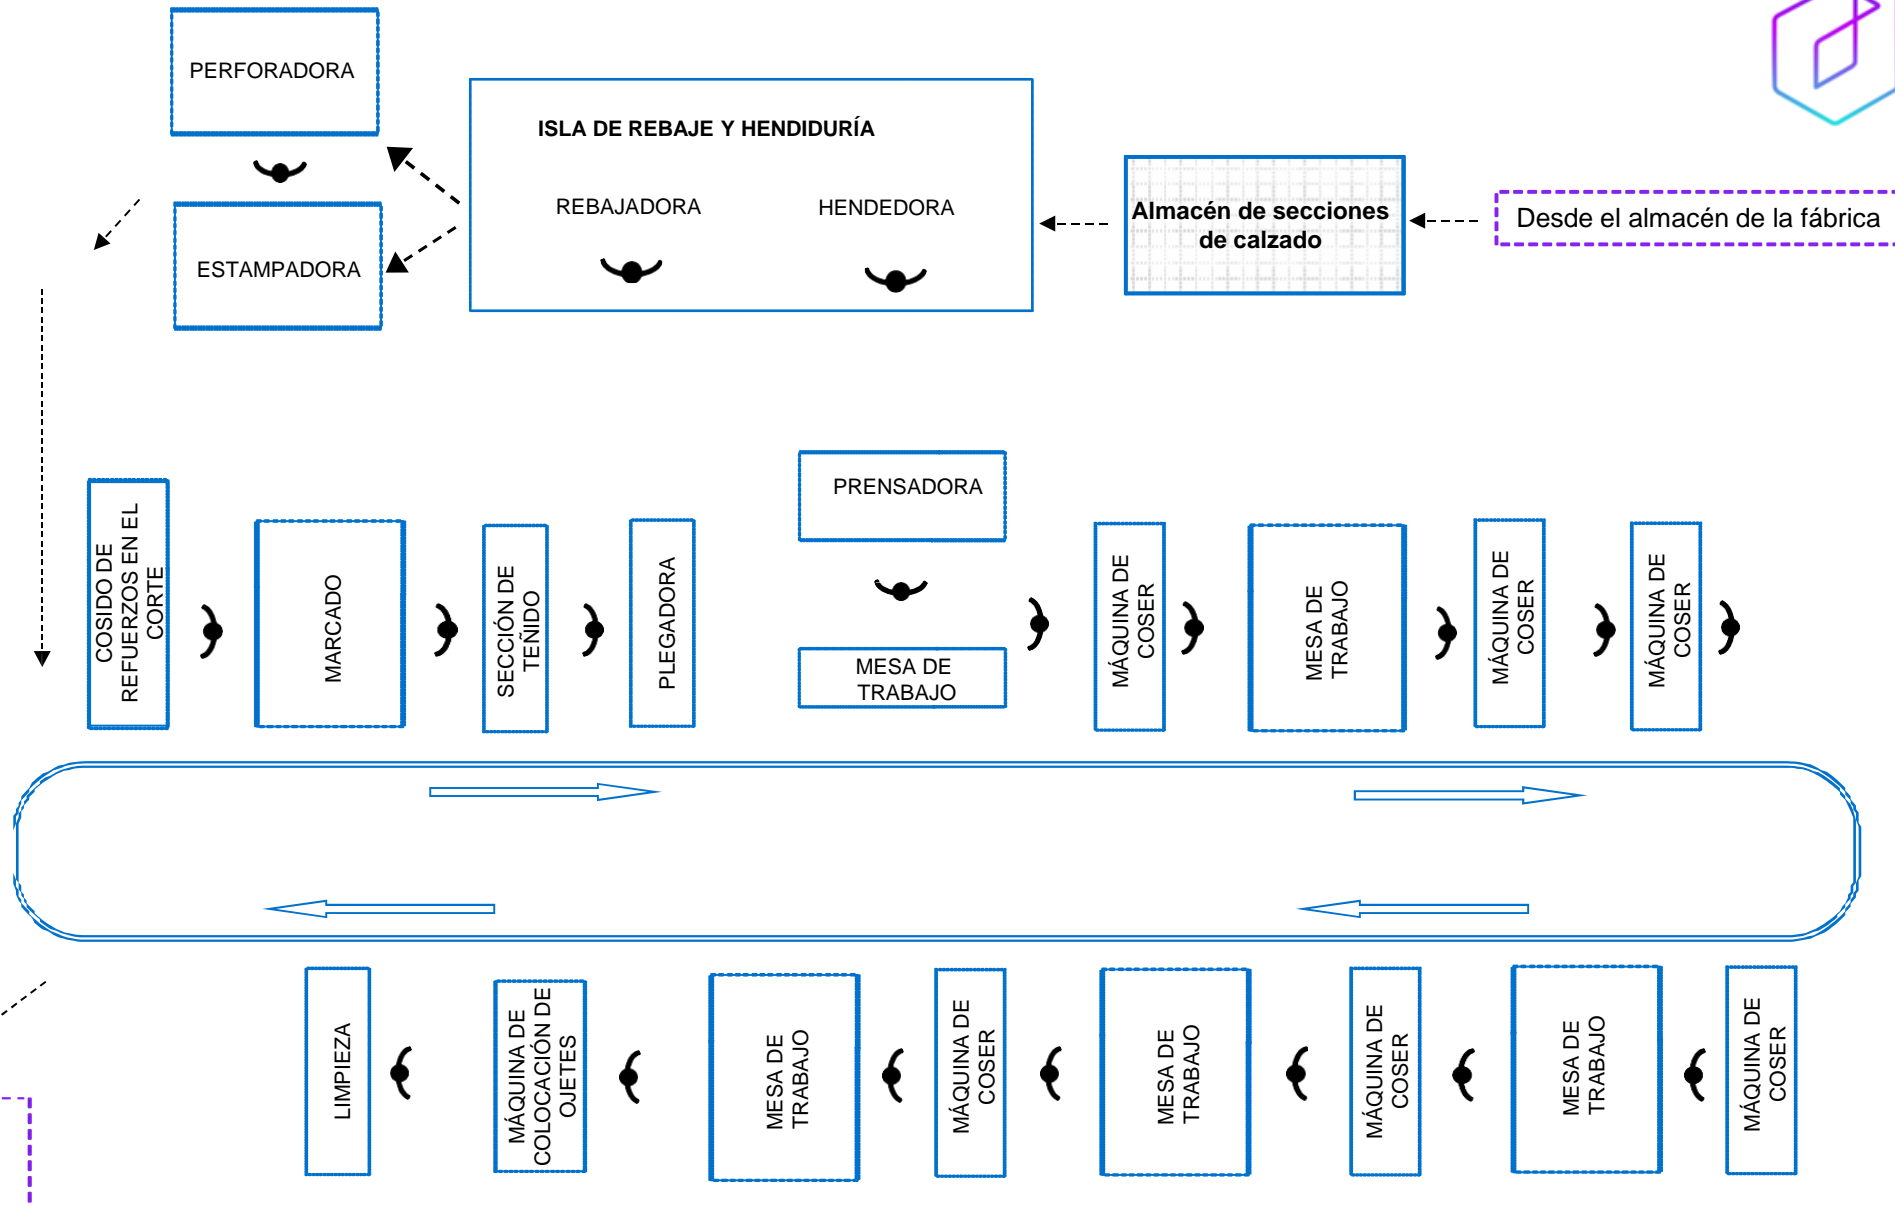 PERFORADORA
ISLA DE REBAJE Y HENDIDURÍA
REBAJADORA
HENDEDORA
Almacén de secciones
de calzado
Desde el almacén de la fábrica
ESTAMPADORA
COSIDO DE
REFUERZOS EN EL
CORTE
MARCADO
SECCIÓN DE
TEÑIDO
PLEGADORA
PRENSADORA
MESA DE
TRABAJO
MÁQUINA DE
COSER
MESA DE
TRABAJO
MÁQUINA DE
COSER
MÁQUINA DE
COSER
LIMPIEZA
MÁQUINA DE
COLOCACIÓN DE
OJETES
MESA DE
TRABAJO
MÁQUINA DE
COSER
MESA DE
TRABAJO
MÁQUINA DE
COSER
MESA DE
TRABAJO
MÁQUINA DE
COSER